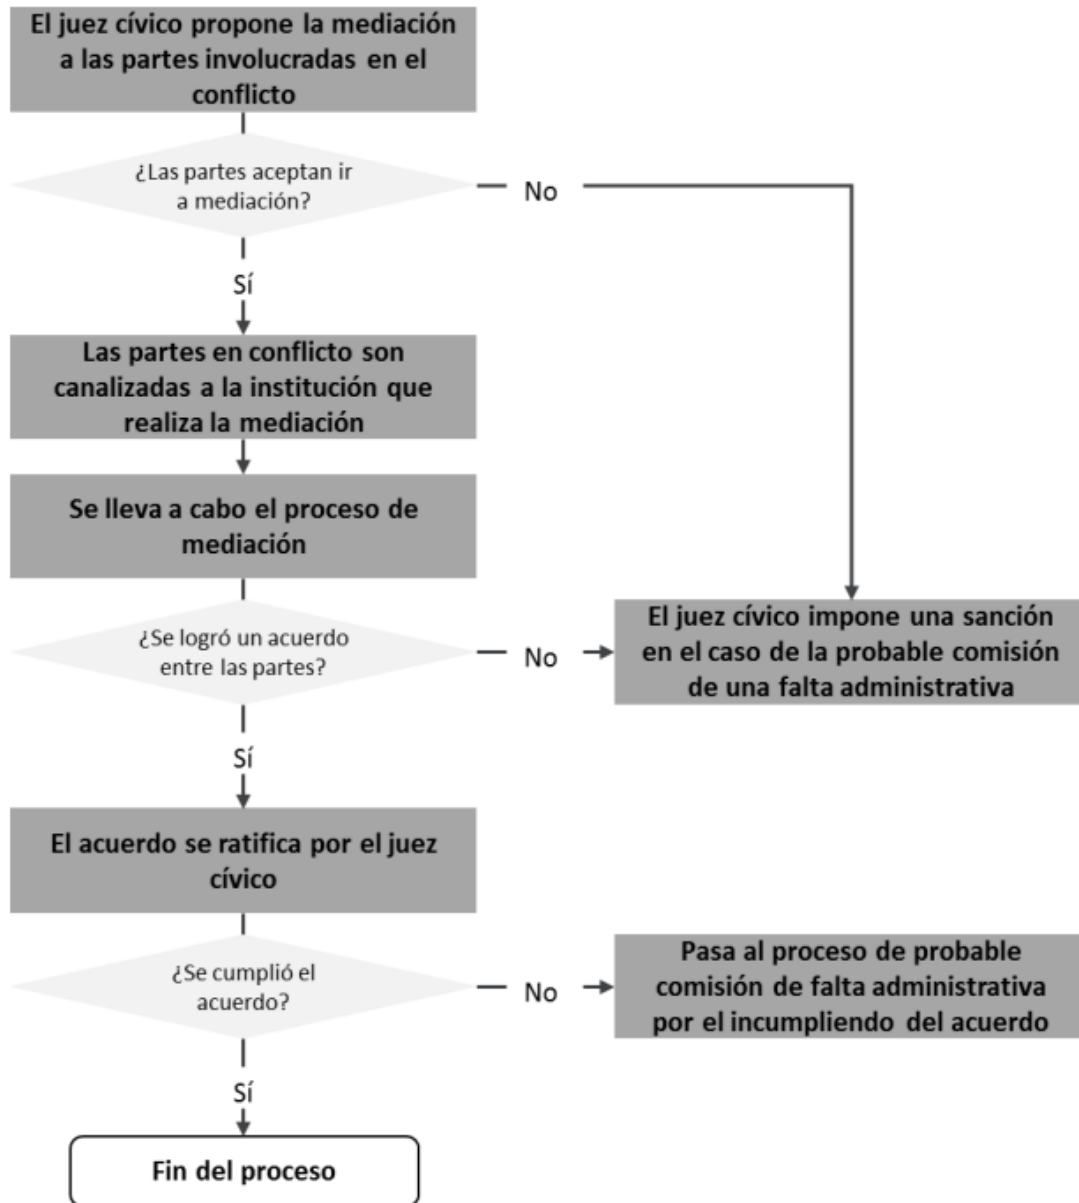 El juez cívico propone la mediación
a las partes involucradas en el
conflicto
¿Las partes aceptan ir
a mediación?
No
Sí
Las partes en conflicto son
canalizadas a la institución que
realiza la mediación
Se lleva a cabo el proceso de
mediación
¿Se logró un acuerdo
entre las partes?
No
El juez cívico impone una sanción
en el caso de la probable comisión
de una falta administrativa
Sí
El acuerdo se ratifica por el juez
cívico
¿Se cumplió el
acuerdo?
No
Pasa al proceso de probable
comisión de falta administrativa
por el incumpliendo del acuerdo
Sí
Fin del proceso